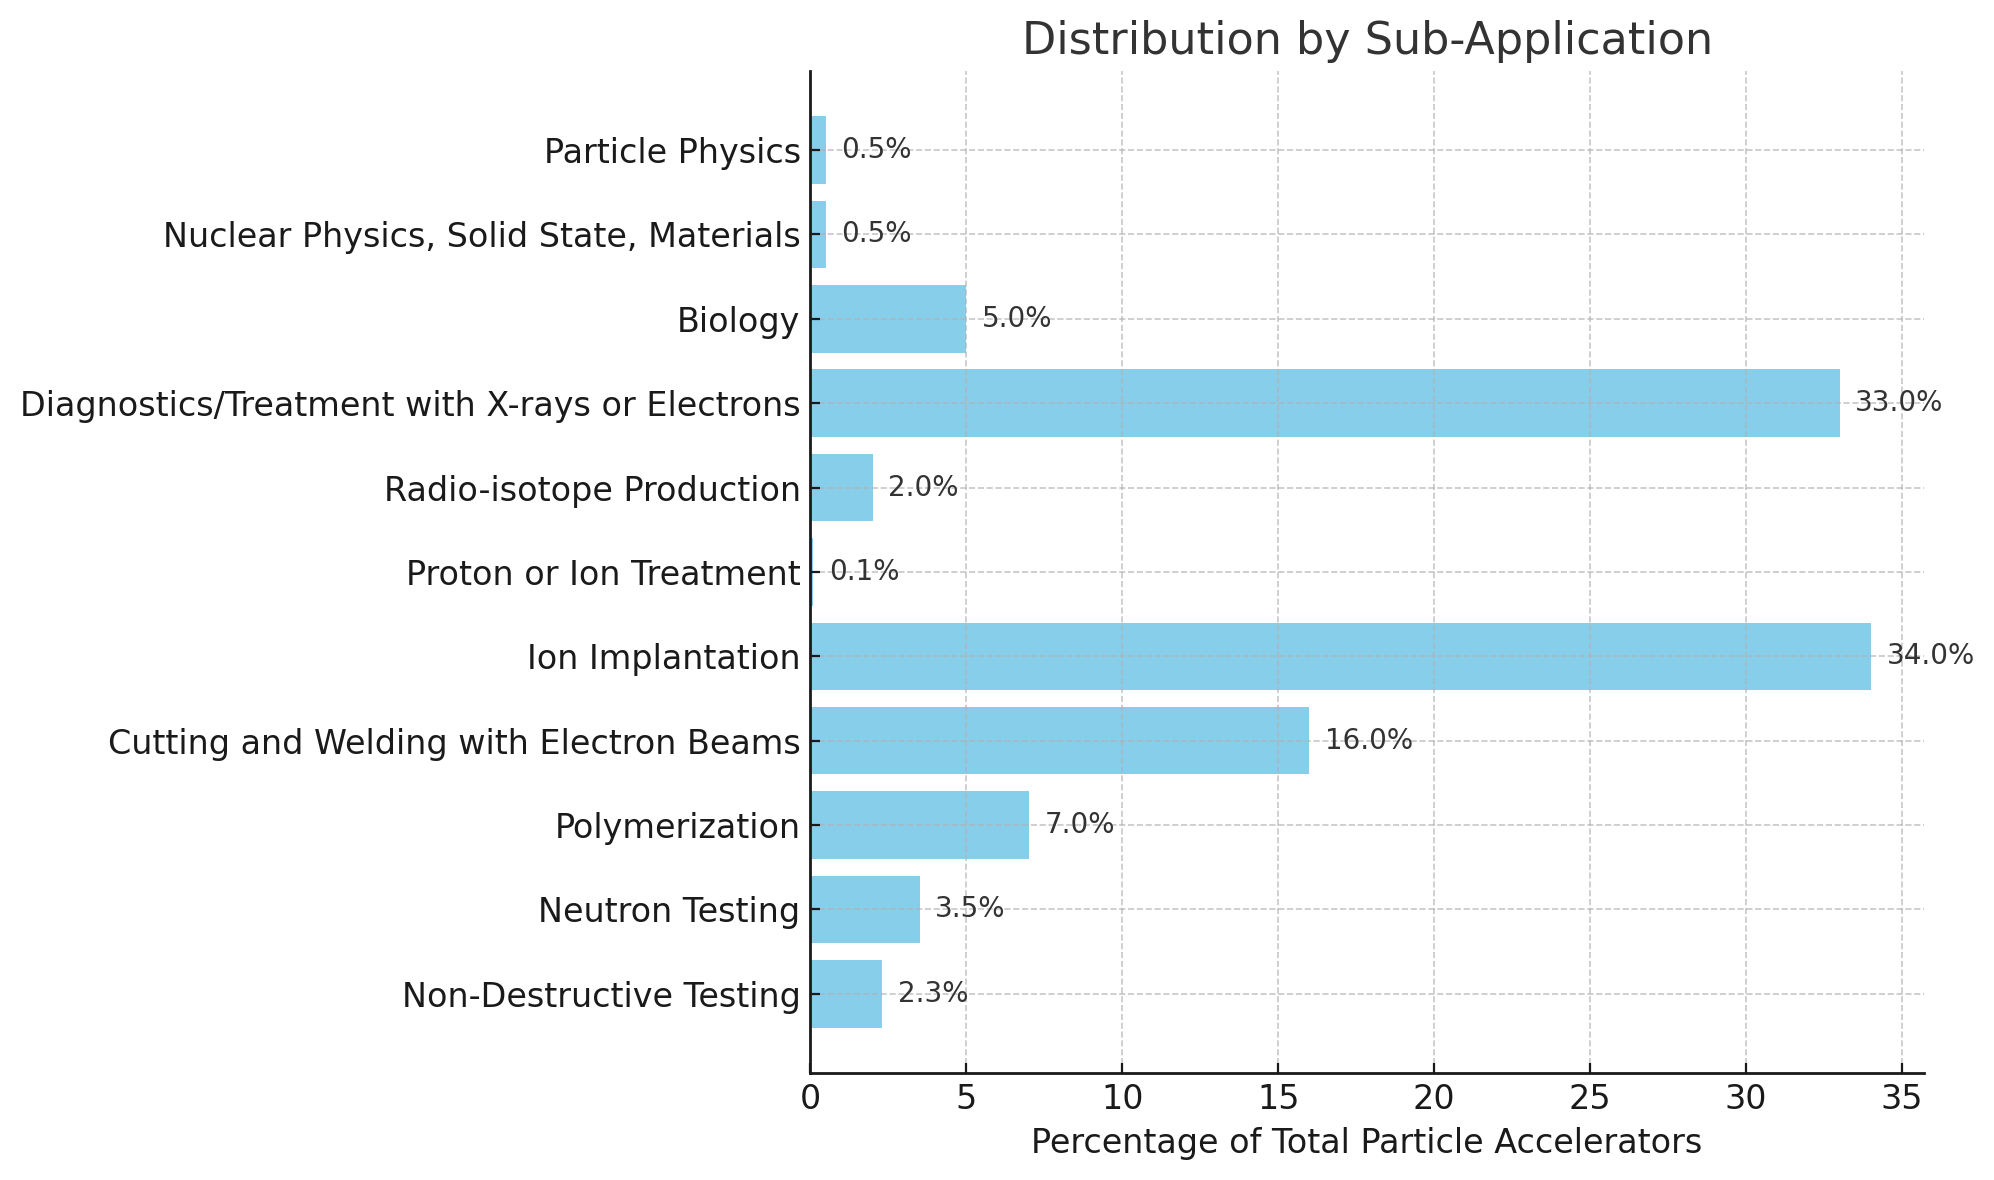 Distribution by Sub-Application
Particle Physics 0.5%
Nuclear Physics, Solid State, Materials 0.5%
Biology 5.0%
Diagnostics/Treatment with X-rays or Electrons 33.0%
Radio-isotope Production 2.0%
Proton or Ion Treatment 0.1%
Ion Implantation 34.0%
Cutting and Welding with Electron Beams 16.0%
Polymerization 7.0%
Neutron Testing 3.5%
Non-Destructive Testing 2.3%
0 5 10 15 20 25 30 35
Percentage of Total Particle Accelerators